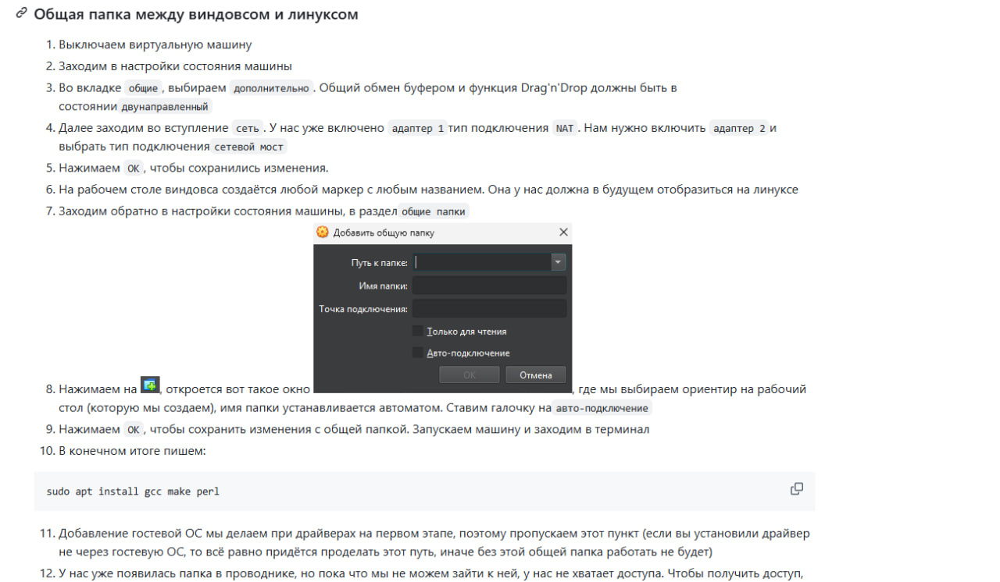 Общая папка между виндовсом и линуксом
1. Выключаем виртуальную машину
2. Заходим в настройки состояния машины
3. Во вкладке общие , выбираем дополнительно . Общий обмен буфером и функция Drag'n'Drop должны быть в
состоянии двунаправленный
4. Далее заходим во вступление сеть . У нас уже включено адаптер 1 тип подключения NAT . Нам нужно включить адаптер 2 и
выбрать тип подключения сетевой мост
5. Нажимаем ОК , чтобы сохранились изменения.
6. На рабочем столе виндовса создаётся любой маркер с любым названием. Она у нас должна в будущем отобразиться на линуксе
7. Заходим обратно в настройки состояния машины, в раздел общие папки
Добавить общую папку
Путь к папке:
Имя папки:
Точка подключения:
Только для чтения
Авто-подключение
ОК Отмена
8. Нажимаем на , откроется вот такое окно , где мы выбираем ориентир на рабочий
стол (которую мы создаем), имя папки устанавливается автоматом. Ставим галочку на авто-подключение
9. Нажимаем ОК , чтобы сохранить изменения с общей папкой. Запускаем машину и заходим в терминал
10. В конечном итоге пишем:
sudo apt install gcc make perl
11. Добавление гостевой ОС мы делаем при драйверах на первом этапе, поэтому пропускаем этот пункт (если вы установили драйвер
не через гостевую ОС, то всё равно придётся проделать этот путь, иначе без этой общей папка работать не будет)
12. У нас уже появилась папка в проводнике, но пока что мы не можем зайти к ней, у нас не хватает доступа. Чтобы получить доступ,